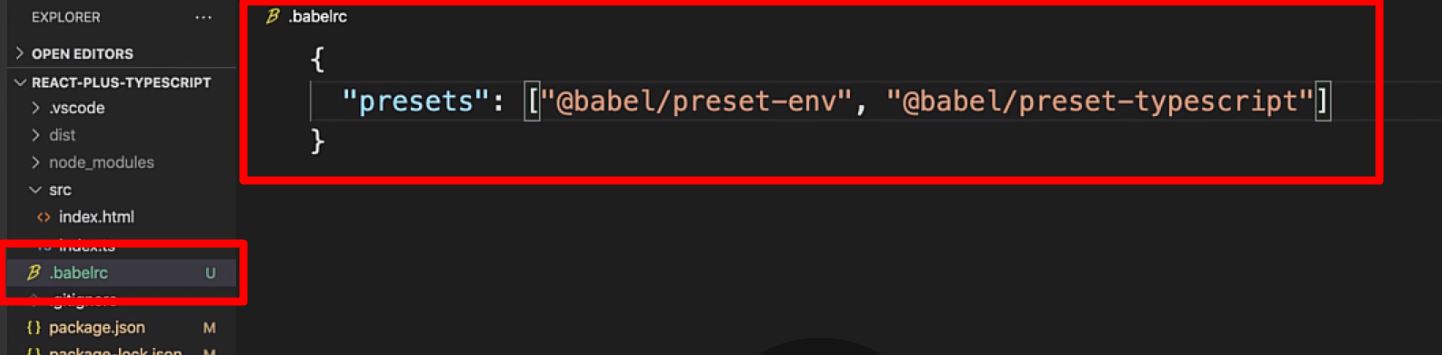 EXPLORER ...
OPEN EDITORS
REACT-PLUS-TYPESCRIPT
.vscode
dist
node_modules
src
<> index.html
index.ts
.babelrc U
.gitignore
{} package.json M
{} package-lock.json M
.babelrc
{
"presets": ["@babel/preset-env", "@babel/preset-typescript"]
}